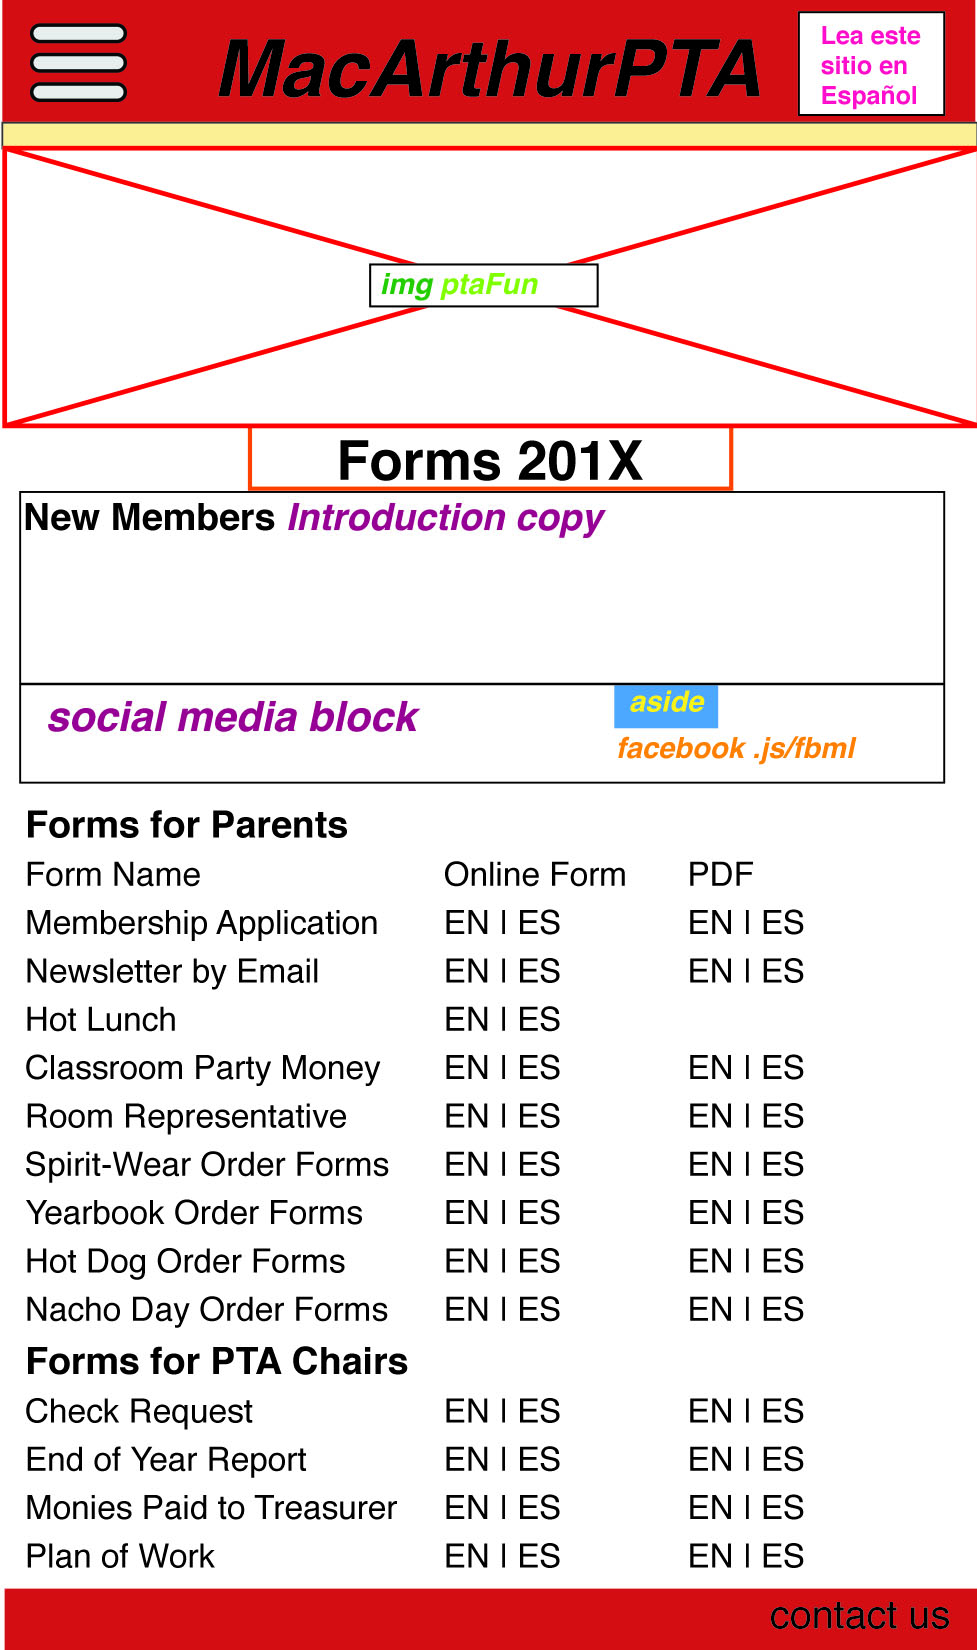 MacArthurPTA
Lea este
sitio en
Español
img ptaFun
Forms 201X
New Members Introduction copy
social media block
aside
facebook .js/fbml
Forms for Parents
Form Name Online Form PDF
Membership Application EN | ES EN | ES
Newsletter by Email EN | ES EN | ES
Hot Lunch EN | ES
Classroom Party Money EN | ES EN | ES
Room Representative EN | ES EN | ES
Spirit-Wear Order Forms EN | ES EN | ES
Yearbook Order Forms EN | ES EN | ES
Hot Dog Order Forms EN | ES EN | ES
Nacho Day Order Forms EN | ES EN | ES
Forms for PTA Chairs
Check Request EN | ES EN | ES
End of Year Report EN | ES EN | ES
Monies Paid to Treasurer EN | ES EN | ES
Plan of Work EN | ES EN | ES
contact us